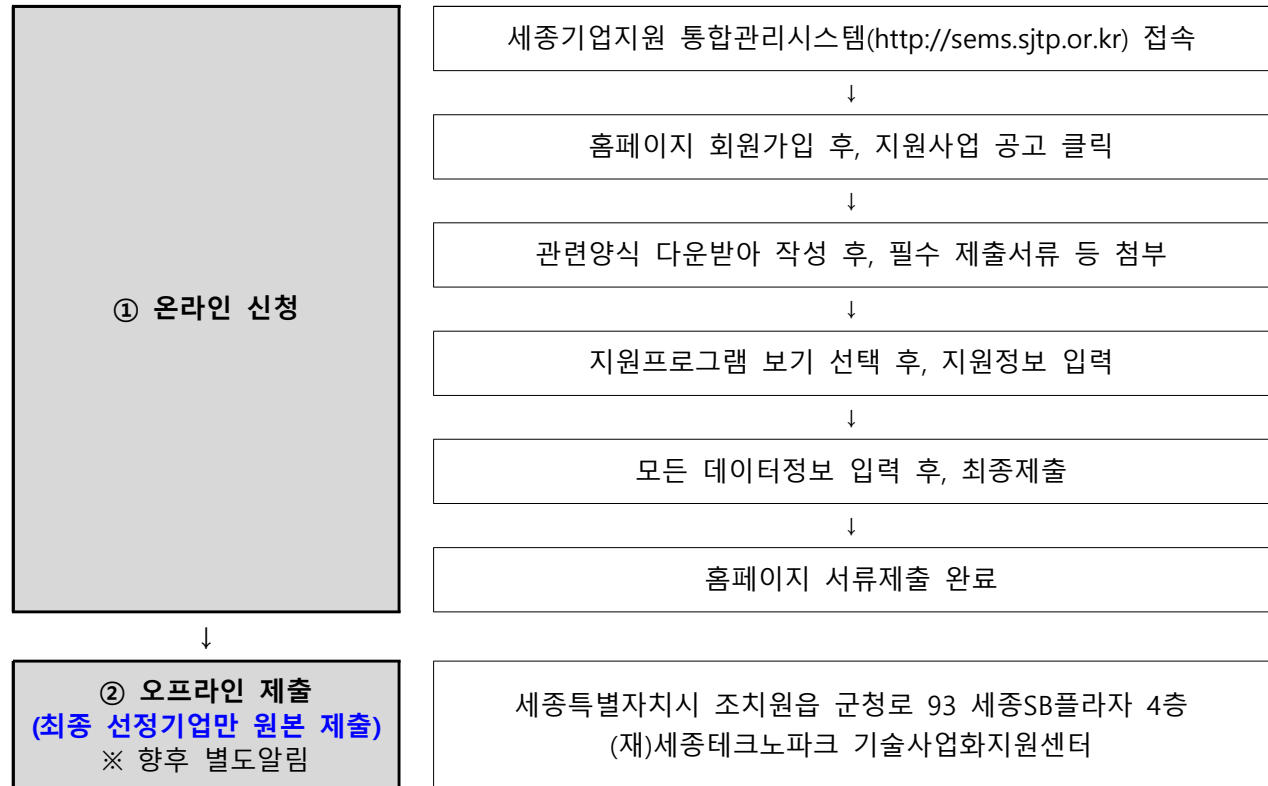 ① 온라인 신청
세종기업지원 통합관리시스템(http://sems.sjtp.or.kr) 접속
↓
홈페이지 회원가입 후, 지원사업 공고 클릭
↓
관련양식 다운받아 작성 후, 필수 제출서류 등 첨부
↓
지원프로그램 보기 선택 후, 지원정보 입력
↓
모든 데이터정보 입력 후, 최종제출
↓
홈페이지 서류제출 완료
↓
② 오프라인 제출
(최종 선정기업만 원본 제출)
※ 향후 별도알림
세종특별자치시 조치원읍 군청로 93 세종SB플라자 4층
(재)세종테크노파크 기술사업화지원센터